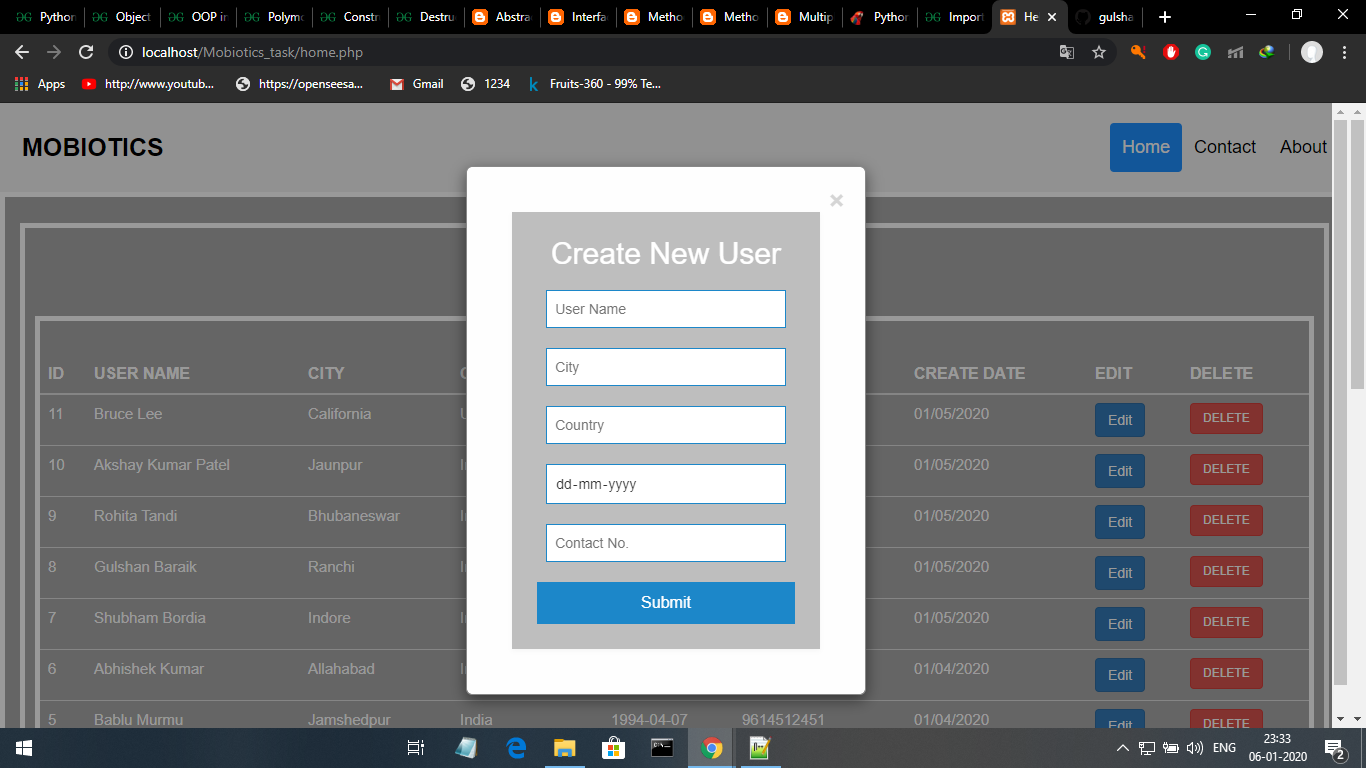 Python Object OOP in Polymo Constr Destru Abstra Interfa Metho Metho Multip Python Import He gulsha
localhost/Mobiotics_task/home.php
Apps http://www.youtub... https://openseesa... Gmail 1234 Fruits-360 - 99% Te...
MOBIOTICS Home Contact About
×
Create New User
User Name
City
Country
dd-mm-yyyy
Contact No.
Submit
ID USER NAME CITY CREATE DATE EDIT DELETE
11 Bruce Lee California 01/05/2020 Edit DELETE
10 Akshay Kumar Patel Jaunpur 01/05/2020 Edit DELETE
9 Rohita Tandi Bhubaneswar 01/05/2020 Edit DELETE
8 Gulshan Baraik Ranchi 01/05/2020 Edit DELETE
7 Shubham Bordia Indore 01/05/2020 Edit DELETE
6 Abhishek Kumar Allahabad 01/04/2020 Edit DELETE
5 Bablu Murmu Jamshedpur India 1994-04-07 9614512451 01/04/2020 Edit DELETE
ENG 23:33
06-01-2020 2